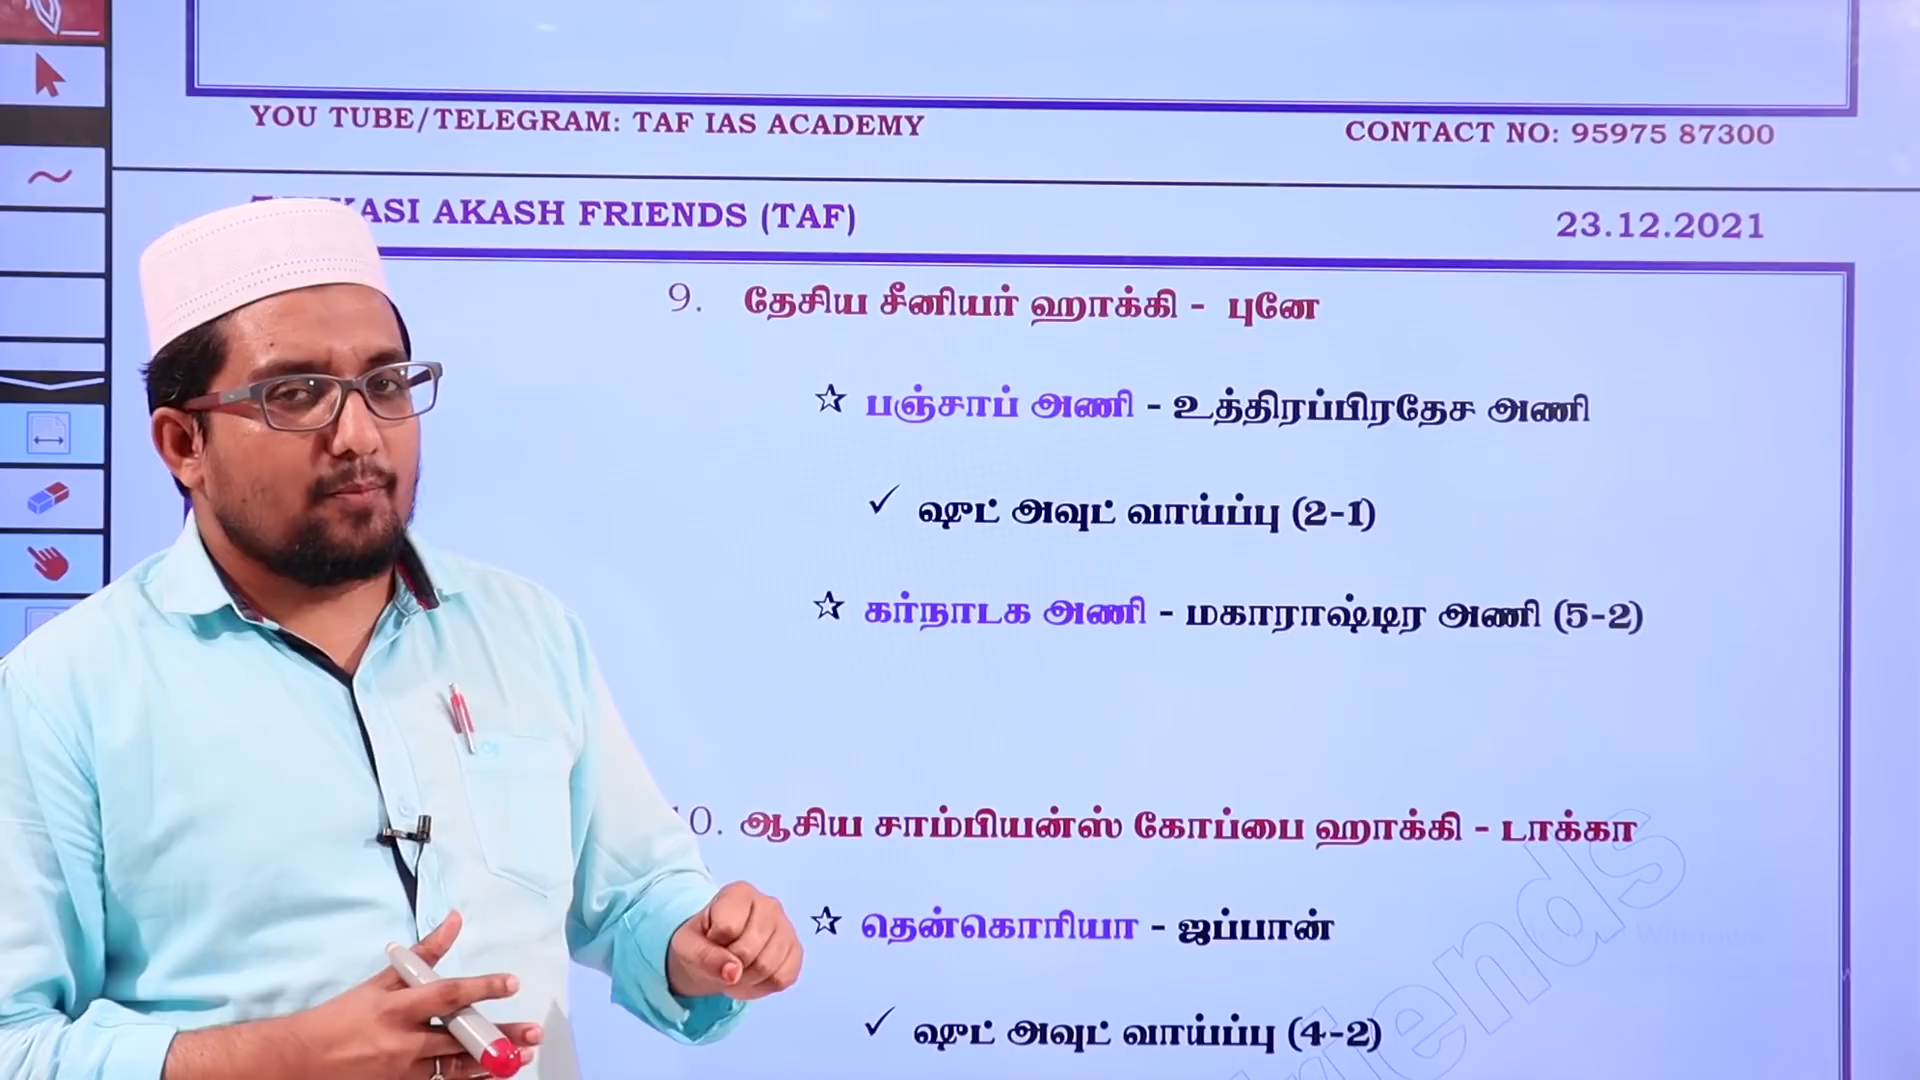 YOU TUBE/TELEGRAM: TAF IAS ACADEMY
CONTACT NO: 95975 87300
AKASH FRIENDS (TAF)
23.12.2021
9. தேசிய சீனியர் ஹாக்கி - புனே
☆ பஞ்சாப் அணி - உத்திரப்பிரதேச அணி
✓ ஷுட் அவுட் வாய்ப்பு (2-1)
☆ கர்நாடக அணி - மகாராஷ்டிர அணி (5-2)
10. ஆசிய சாம்பியன்ஸ் கோப்பை ஹாக்கி - டாக்கா
☆ தென்கொரியா - ஜப்பான்
✓ ஷுட் அவுட் வாய்ப்பு (4-2)